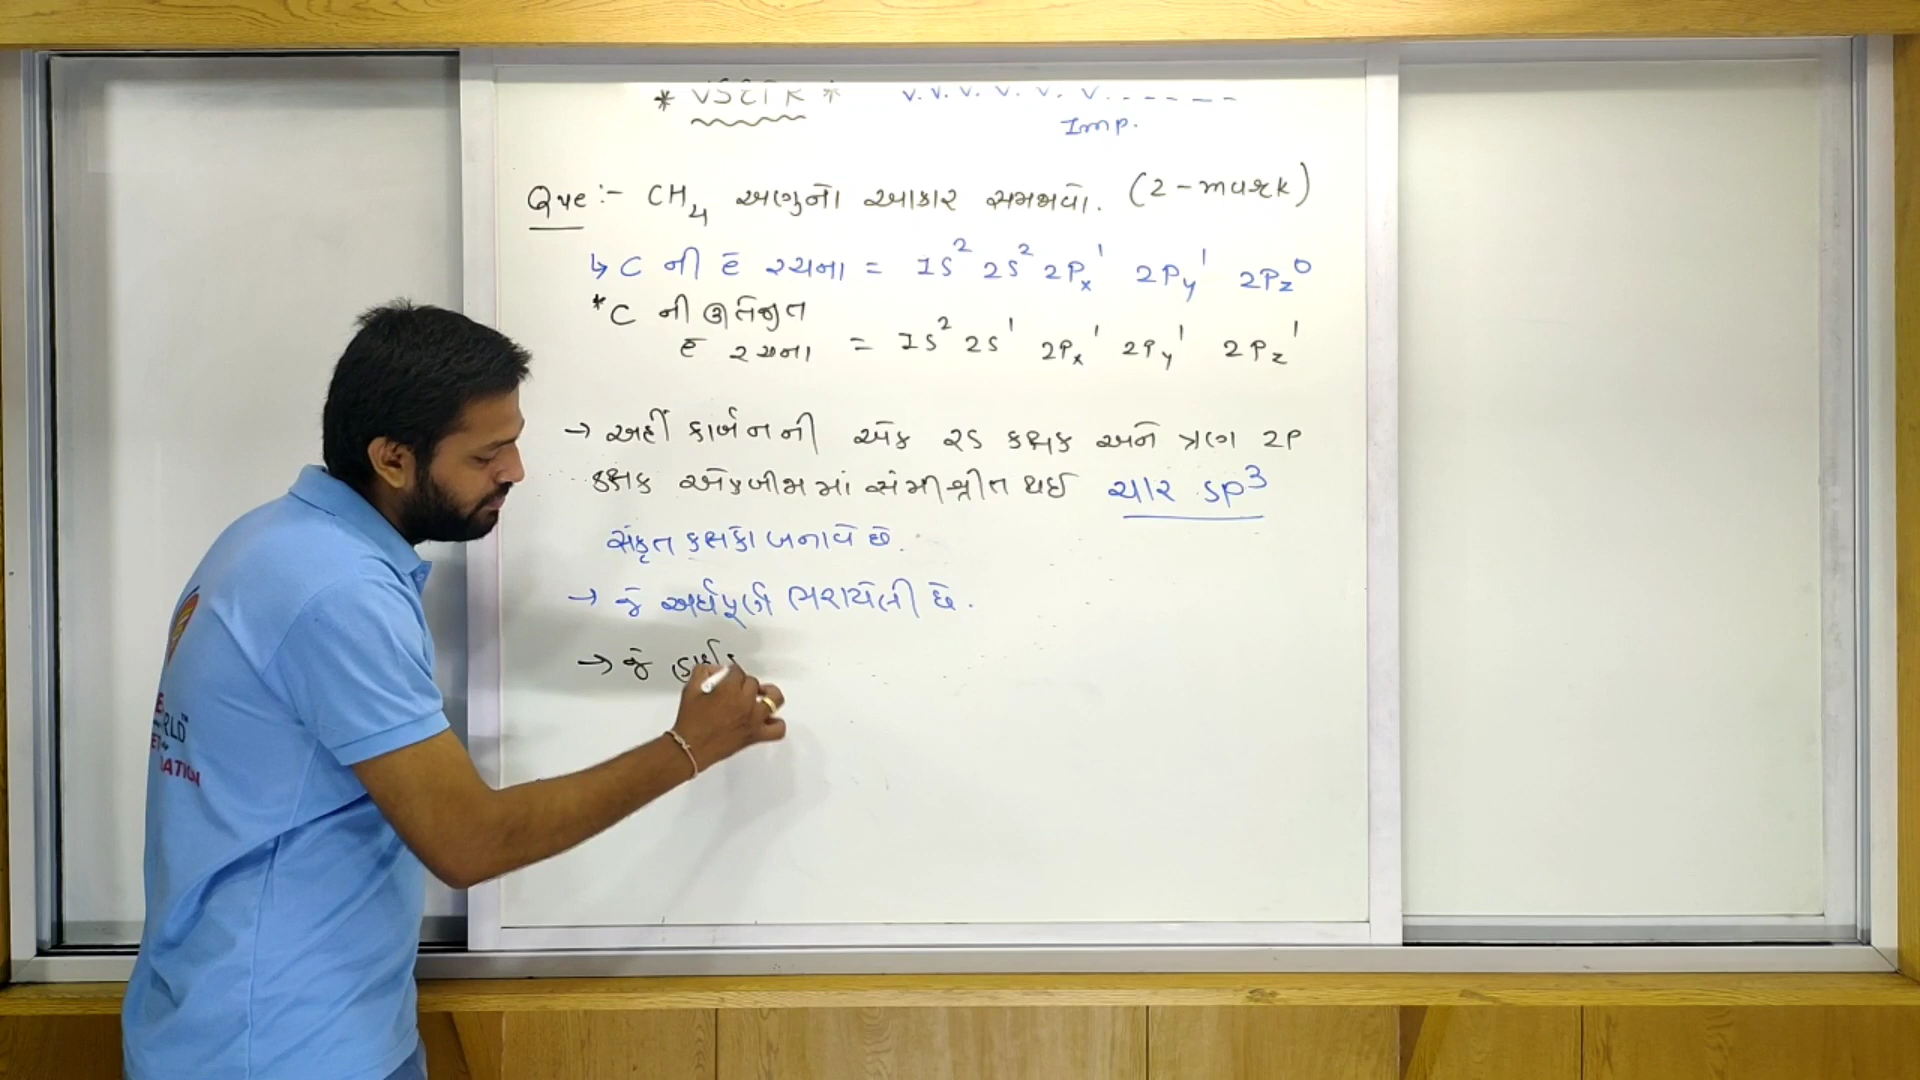 v. v. v. v. v. v. - - - - -
Imp.
Que :- CH4 અણુનો આકાર સમજાવો. (2-mark)
↳ C ની ē રચના = 1s² 2s² 2Px¹ 2Py¹ 2Pz⁰
*C ની ઉત્તેજીત
ē રચના = 1s² 2s¹ 2Px¹ 2Py¹ 2Pz¹
→ અહીં કાર્બનની એક 2s કક્ષક અને ત્રણ 2P
કક્ષક એકબીજામાં સંમીશ્રીત થઈ ચાર sp³
સંકૃત કક્ષકો બનાવે છે.
→ જે અર્ધપૂર્ણ ભરાયેલી છે.
→ જે
RLD™
ATION